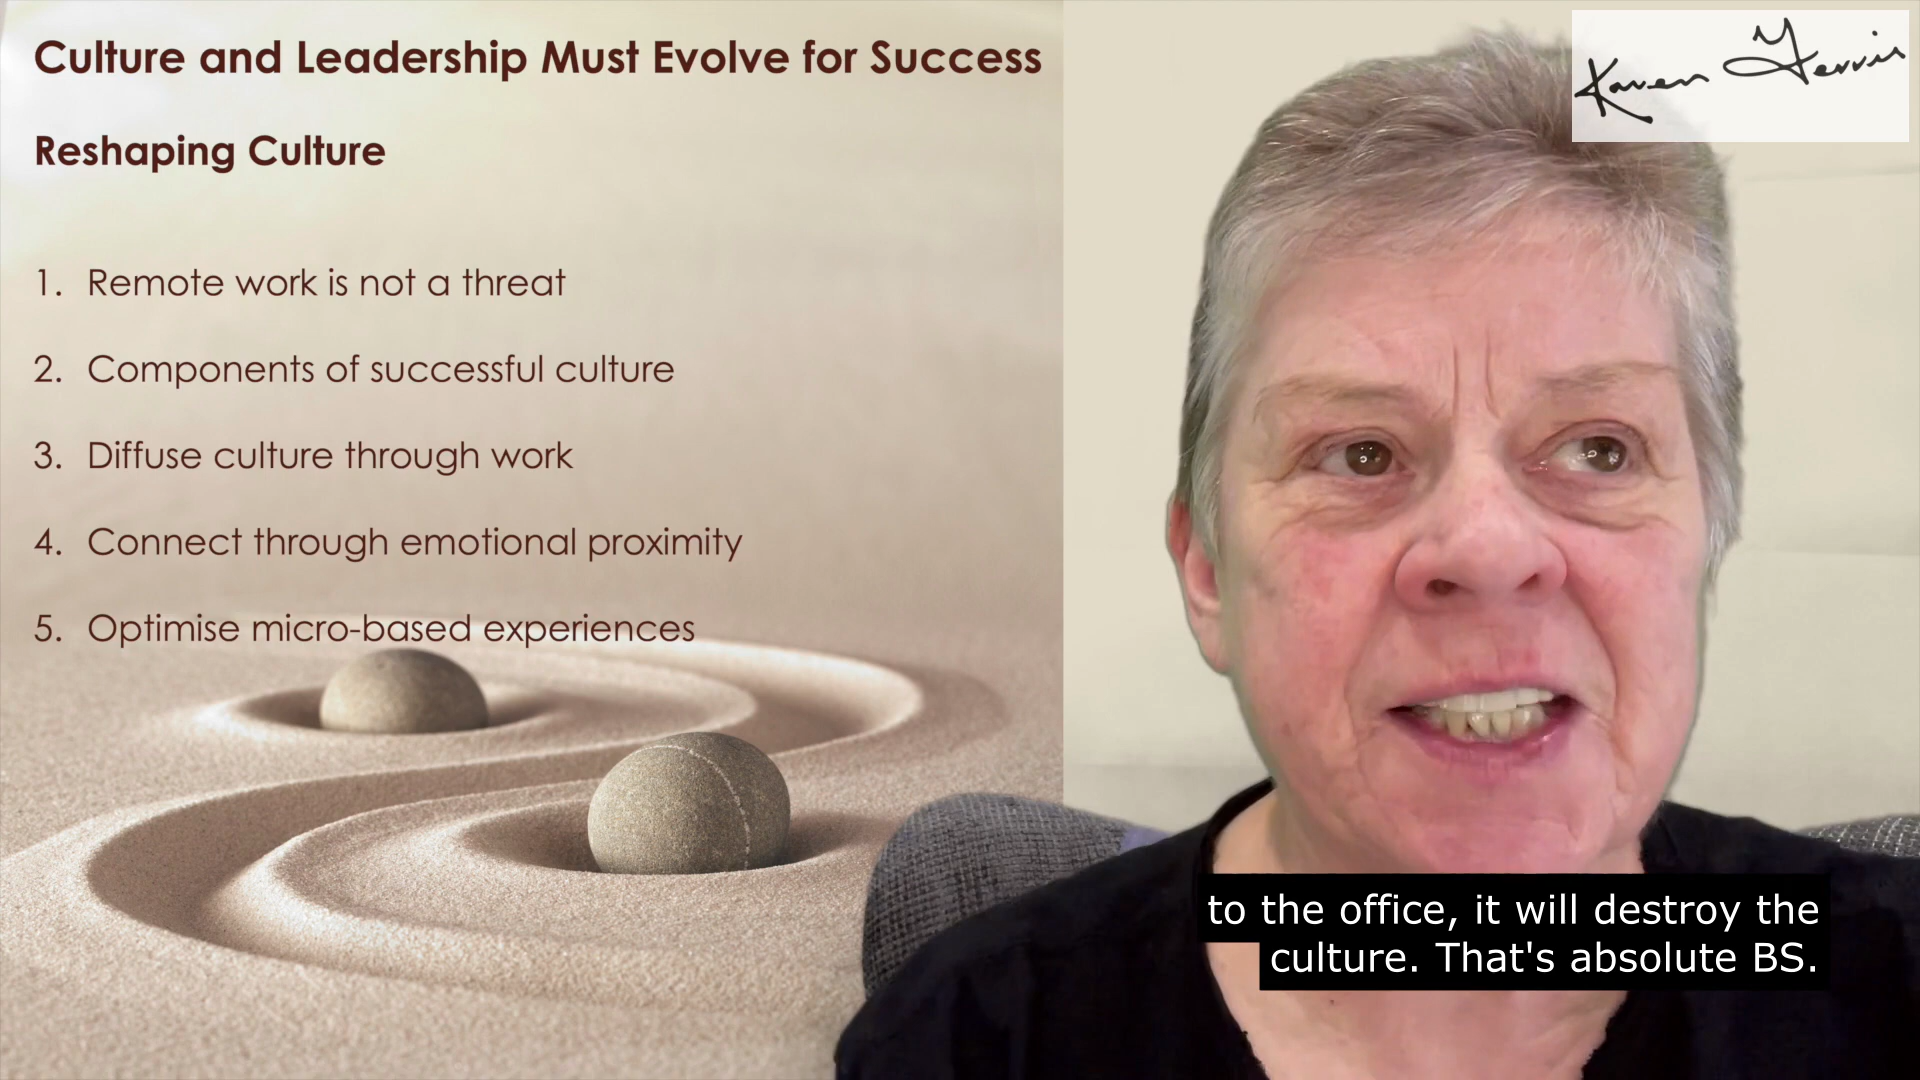 Culture and Leadership Must Evolve for Success
Reshaping Culture
1. Remote work is not a threat
2. Components of successful culture
3. Diffuse culture through work
4. Connect through emotional proximity
5. Optimise micro-based experiences
Karen Ferris
to the office, it will destroy the
culture. That's absolute BS.